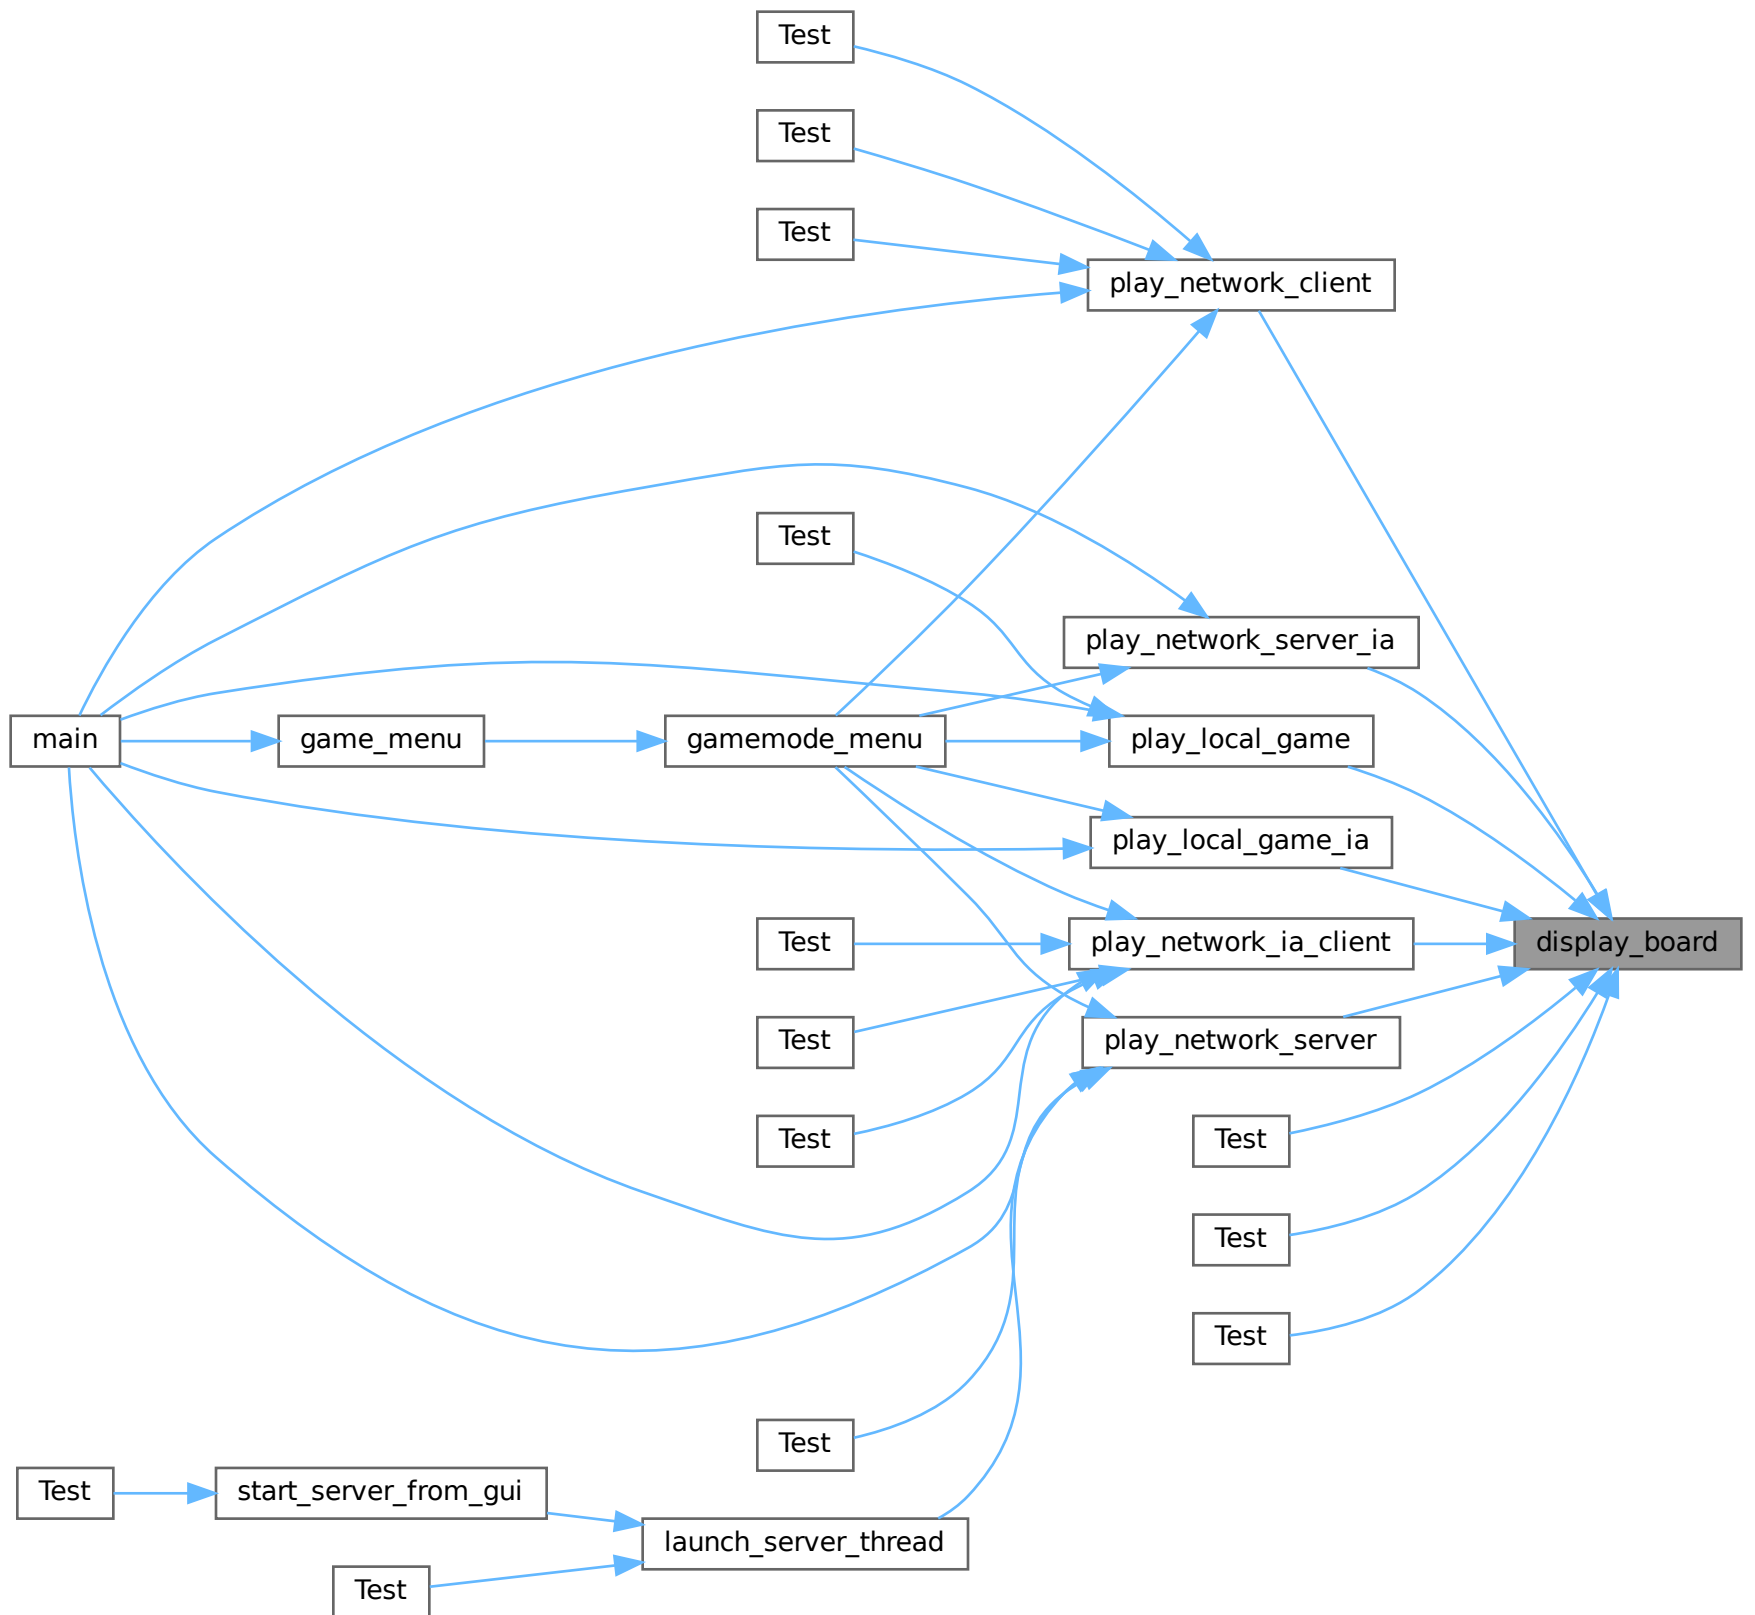 Test
Test
Test
play_network_client
Test
play_network_server_ia
main
game_menu
gamemode_menu
play_local_game
play_local_game_ia
Test
play_network_ia_client
display_board
Test
play_network_server
Test
Test
Test
Test
Test
Test
start_server_from_gui
launch_server_thread
Test